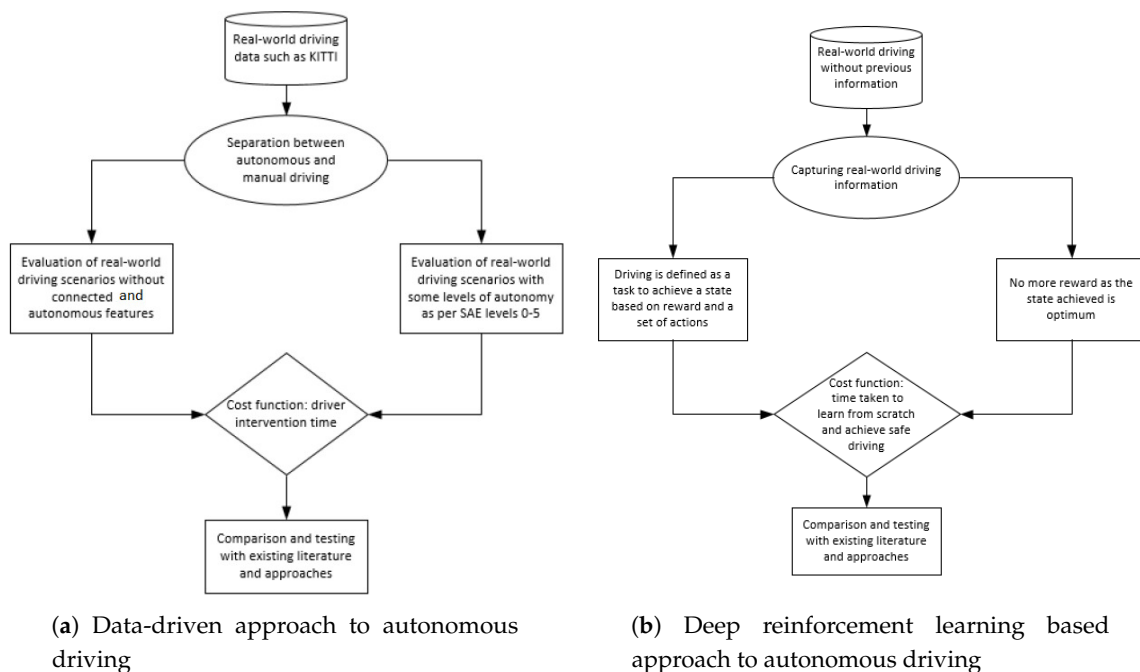 Real-world driving
data such as KITTI
Separation between
autonomous and
manual driving
Evaluation of real-world
driving scenarios without
connected and
autonomous features
Evaluation of real-world
driving scenarios with
some levels of autonomy
as per SAE levels 0-5
Cost function: driver
intervention time
Comparison and testing
with existing literature
and approaches
(a) Data-driven approach to autonomous
driving
Real-world driving
without previous
information
Capturing real-world driving
information
Driving is defined as a
task to achieve a state
based on reward and a
set of actions
No more reward as the
state achieved is
optimum
Cost function:
time taken to
learn from scratch
and achieve safe
driving
Comparison and testing
with existing literature
and approaches
(b) Deep reinforcement learning based
approach to autonomous driving